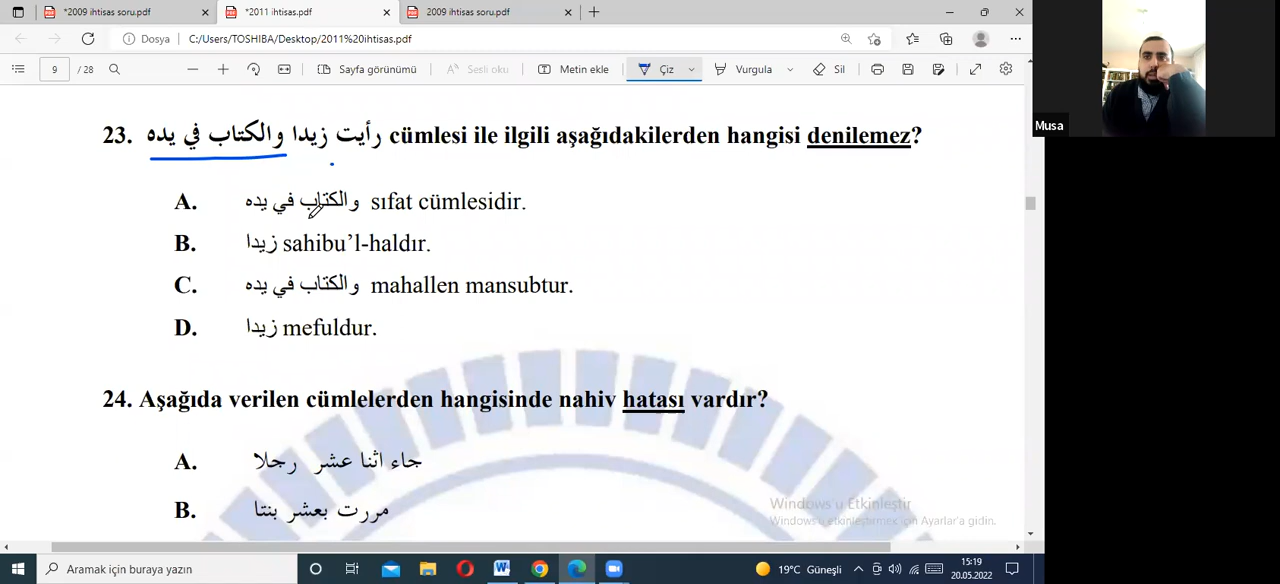 *2009 ihtisas soru.pdf
*2011 ihtisas.pdf
2009 ihtisas soru.pdf
Dosya
C:/Users/TOSHIBA/Desktop/2011%20ihtisas.pdf
9 / 28
Sayfa görünümü
Sesli oku
Metin ekle
Çiz
Vurgula
Sil
Musa
23. رأيت زيدا والكتاب في يده cümlesi ile ilgili aşağıdakilerden hangisi denilemez?
A. والكتاب في يده sıfat cümlesidir.
B. زيدا sahibu’l-haldır.
C. والكتاب في يده mahallen mansubtur.
D. زيدا mefuldur.
24. Aşağıda verilen cümlelerden hangisinde nahiv hatası vardır?
A. جاء اثنا عشر رجلا
B. مررت بعشر بنتا
Windows'u Etkinleştir
Windows'u etkinleştirmek için Ayarlar'a gidin.
Aramak için buraya yazın
19°C Güneşli
15:19
20.05.2022